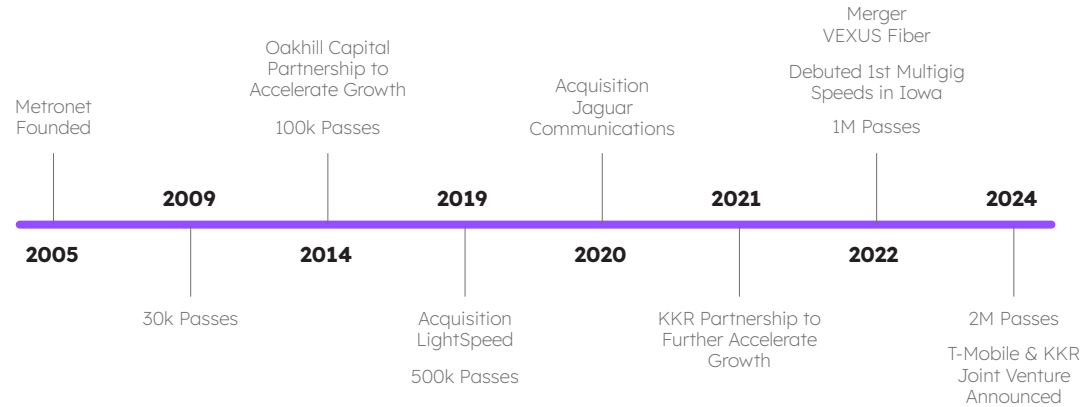 Metronet
Founded
2005
2009
30k Passes
Oakhill Capital
Partnership to
Accelerate Growth
100k Passes
2014
2019
Acquisition
LightSpeed
500k Passes
Acquisition
Jaguar
Communications
2020
2021
KKR Partnership to
Further Accelerate
Growth
Merger
VEXUS Fiber
Debuted 1st Multigig
Speeds in Iowa
1M Passes
2022
2024
2M Passes
T-Mobile & KKR
Joint Venture
Announced